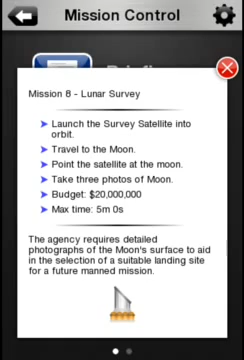 Mission Control
Mission 8 - Lunar Survey
Launch the Survey Satellite into
orbit.
Travel to the Moon.
Point the satellite at the moon.
Take three photos of Moon.
Budget: $20,000,000
Max time: 5m 0s
The agency requires detailed
photographs of the Moon's surface to aid
in the selection of a suitable landing site
for a future manned mission.